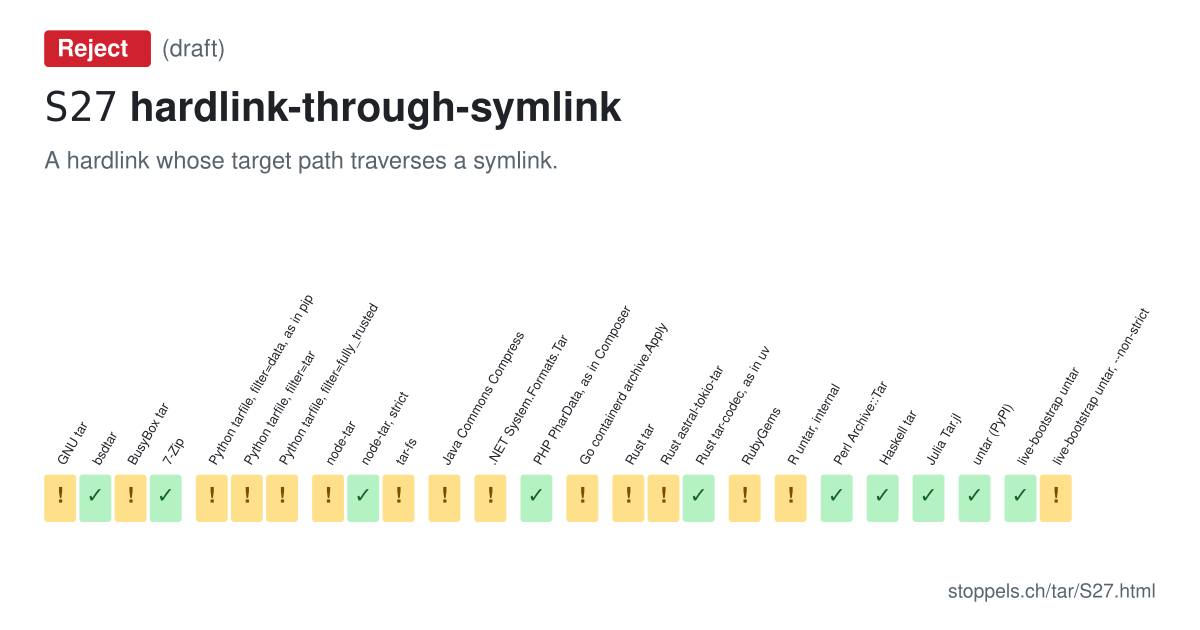 Reject (draft)
S27 hardlink-through-symlink
A hardlink whose target path traverses a symlink.
GNU tar
bsdtar
BusyBox tar
7-Zip
Python tarfile, filter=data, as in pip
Python tarfile, filter=tar
Python tarfile, filter=fully_trusted
node-tar
node-tar, strict
tar-fs
Java Commons Compress
.NET System.Formats.Tar
PHP PharData, as in Composer
Go containerd archive.Apply
Rust tar
Rust astral-tokio-tar
Rust tar-codec, as in uv
RubyGems
R untar, internal
Perl Archive::Tar
Haskell tar
Julia Tar.jl
untar (PyPI)
live-bootstrap untar
live-bootstrap untar, --non-strict
! ✓ ! ✓ ! ! ! ! ✓ ! ! ! ✓ ! ! ! ✓ ! ! ✓ ✓ ✓ ✓ ✓ !
stoppels.ch/tar/S27.html